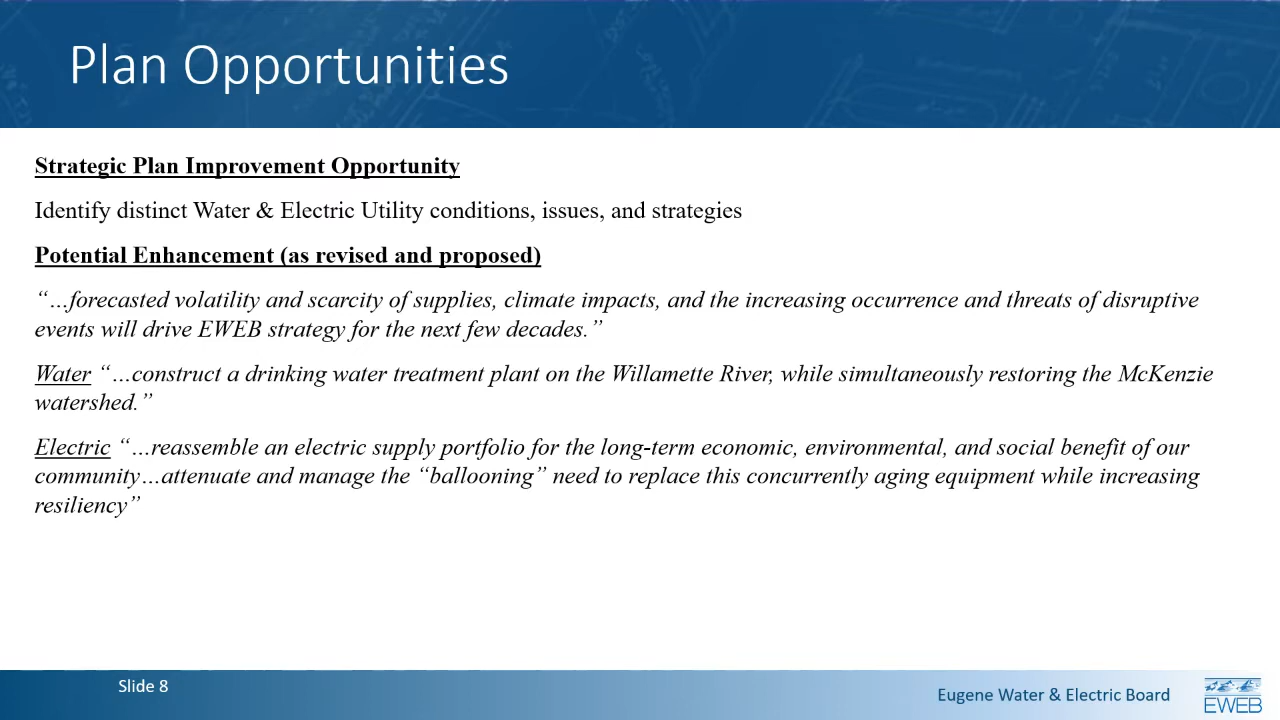 Plan Opportunities
Strategic Plan Improvement Opportunity
Identify distinct Water & Electric Utility conditions, issues, and strategies
Potential Enhancement (as revised and proposed)
“…forecasted volatility and scarcity of supplies, climate impacts, and the increasing occurrence and threats of disruptive
events will drive EWEB strategy for the next few decades.”
Water “…construct a drinking water treatment plant on the Willamette River, while simultaneously restoring the McKenzie
watershed.”
Electric “…reassemble an electric supply portfolio for the long-term economic, environmental, and social benefit of our
community…attenuate and manage the “ballooning” need to replace this concurrently aging equipment while increasing
resiliency”
Slide 8
Eugene Water & Electric Board
EWEB